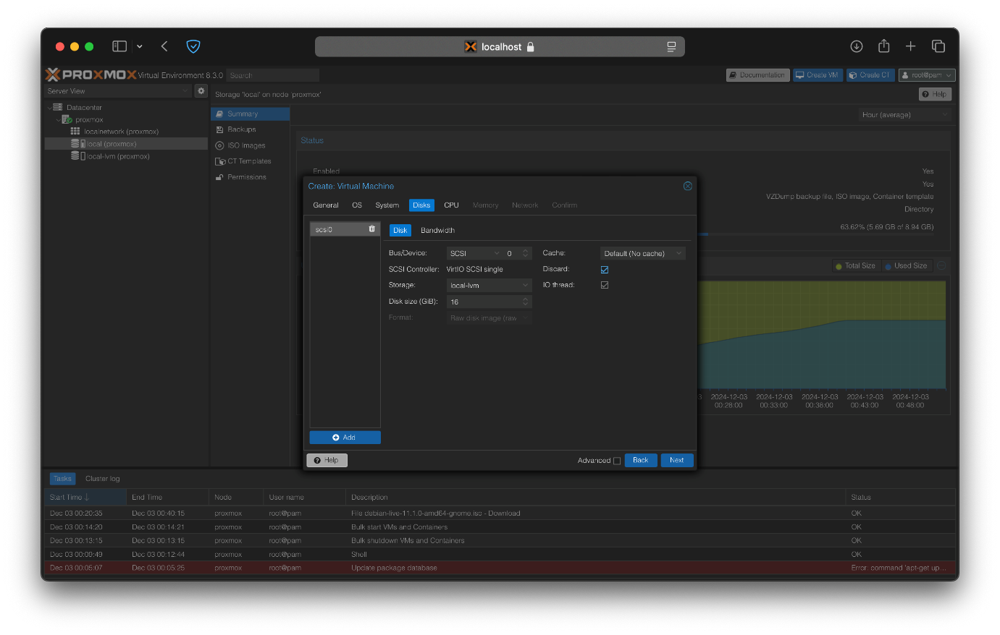 localhost
PROXMOX Virtual Environment 8.3.0 Search Documentation Create VM Create CT root@pam
Server View
Storage 'local' on node 'proxmox' Help
Datacenter
proxmox
localnetwork (proxmox)
local (proxmox)
local-lvm (proxmox)
Summary
Backups
ISO Images
CT Templates
Permissions
Hour (average)
Status
Enabled Yes
Yes
VZDump backup file, ISO image, Container template
Directory
63.62% (5.69 GB of 8.94 GB)
Total Size Used Size
Create: Virtual Machine
General OS System Disks CPU Memory Network Confirm
scsi0
Disk Bandwidth
Bus/Device: SCSI 0 Cache: Default (No cache)
SCSI Controller: VirtIO SCSI single Discard:
Storage: local-lvm IO thread:
Disk size (GiB): 16
Format: Raw disk image (raw
Add
Help Advanced Back Next
3 2024-12-03 2024-12-03 2024-12-03 2024-12-03 2024-12-03
00:28:00 00:33:00 00:38:00 00:43:00 00:48:00
Tasks Cluster log
Start Time End Time Node User name Description Status
Dec 03 00:20:35 Dec 03 00:40:15 proxmox root@pam File debian-live-11.1.0-amd64-gnome.iso - Download OK
Dec 03 00:14:20 Dec 03 00:14:21 proxmox root@pam Bulk start VMs and Containers OK
Dec 03 00:13:15 Dec 03 00:13:15 proxmox root@pam Bulk shutdown VMs and Containers OK
Dec 03 00:09:49 Dec 03 00:12:44 proxmox root@pam Shell OK
Dec 03 00:05:07 Dec 03 00:05:25 proxmox root@pam Update package database Error: command 'apt-get up...